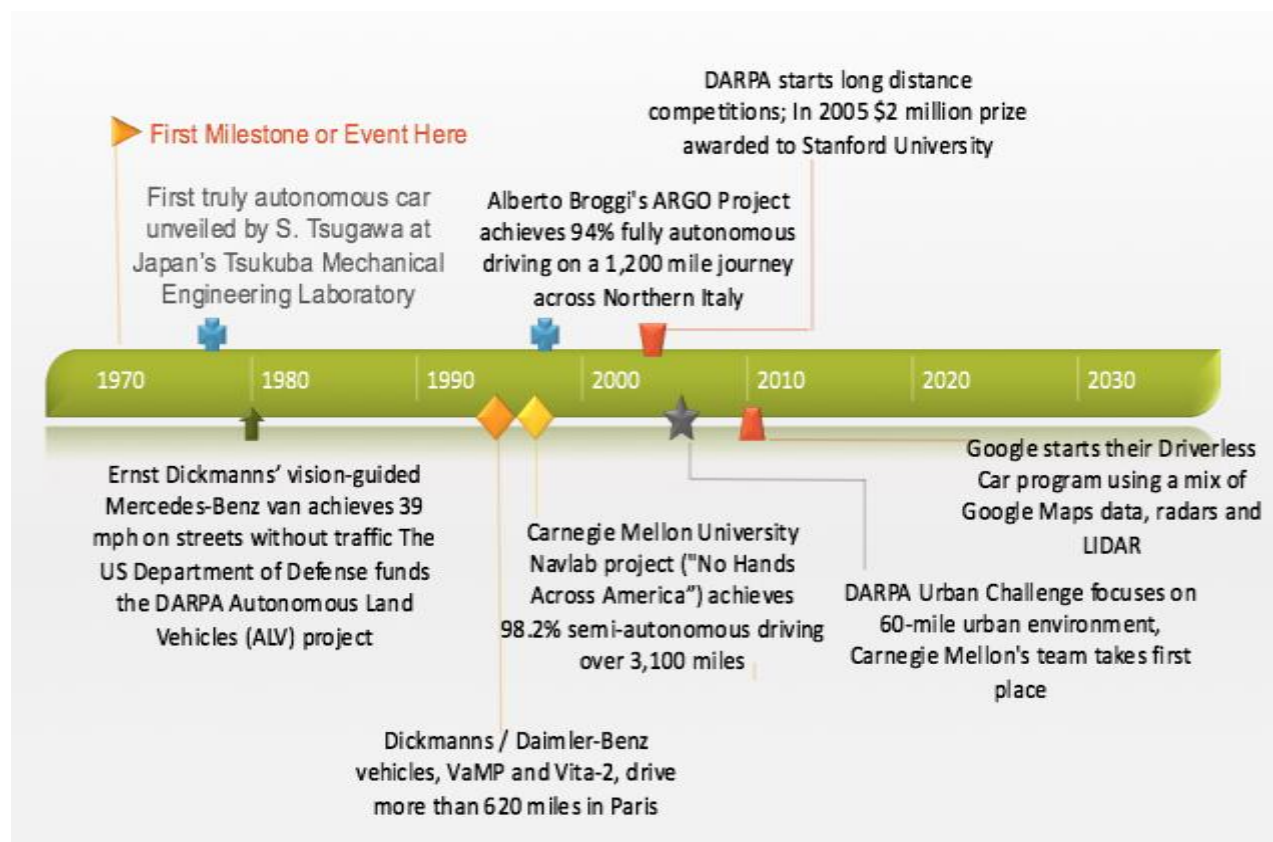 DARPA starts long distance
competitions; In 2005 $2 million prize
awarded to Stanford University
First Milestone or Event Here
First truly autonomous car
unveiled by S. Tsugawa at
Japan's Tsukuba Mechanical
Engineering Laboratory
Alberto Broggi's ARGO Project
achieves 94% fully autonomous
driving on a 1,200 mile journey
across Northern Italy
1970 1980 1990 2000 2010 2020 2030
Ernst Dickmanns’ vision-guided
Mercedes-Benz van achieves 39
mph on streets without traffic The
US Department of Defense funds
the DARPA Autonomous Land
Vehicles (ALV) project
Carnegie Mellon University
Navlab project ("No Hands
Across America”) achieves
98.2% semi-autonomous driving
over 3,100 miles
Google starts their Driverless
Car program using a mix of
Google Maps data, radars and
LIDAR
DARPA Urban Challenge focuses on
60-mile urban environment,
Carnegie Mellon's team takes first
place
Dickmanns / Daimler-Benz
vehicles, VaMP and Vita-2, drive
more than 620 miles in Paris